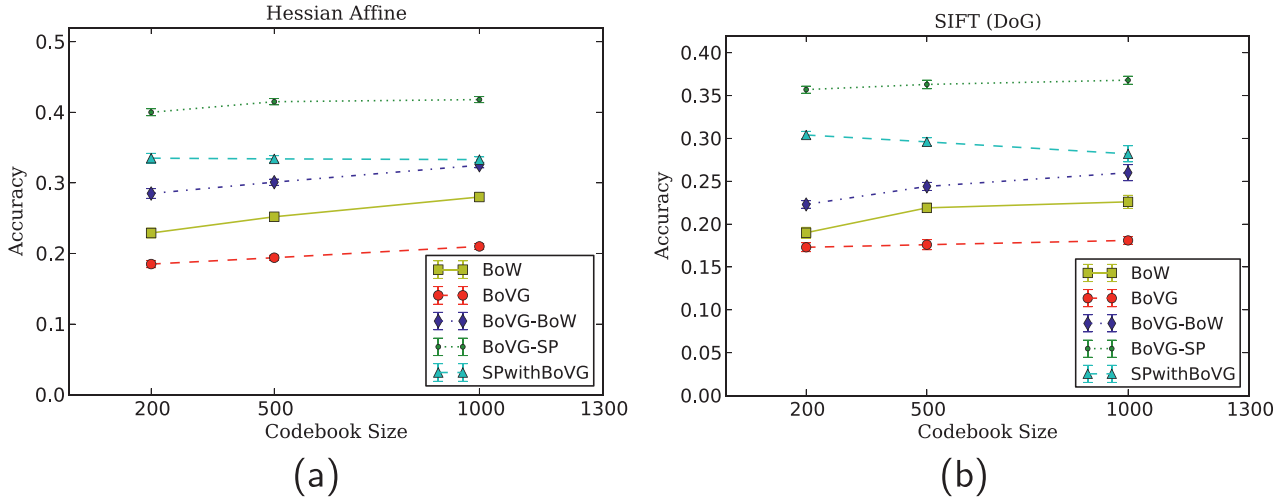 Hessian Affine
0.5
0.4
0.3
0.2
0.1
0.0
Accuracy
200 500 1000 1300
Codebook Size
BoW
BoVG
BoVG-BoW
BoVG-SP
SPwithBoVG
(a)
SIFT (DoG)
0.40
0.35
0.30
0.25
0.20
0.15
0.10
0.05
0.00
Accuracy
200 500 1000 1300
Codebook Size
BoW
BoVG
BoVG-BoW
BoVG-SP
SPwithBoVG
(b)